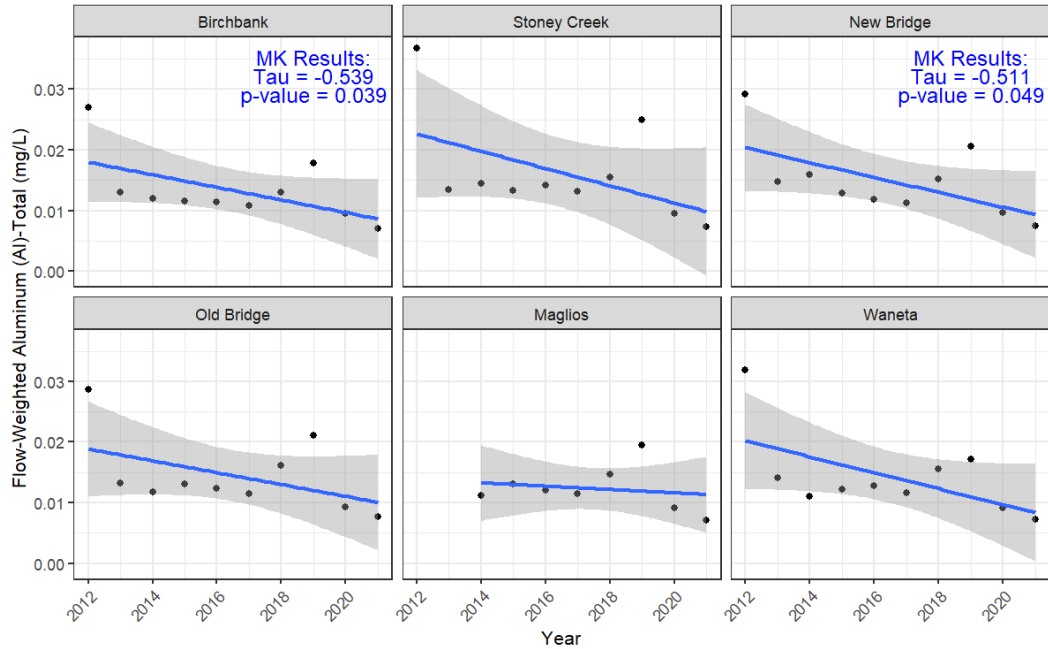 Birchbank
Stoney Creek
New Bridge
MK Results:
Tau = -0.539
p-value = 0.039
MK Results:
Tau = -0.511
p-value = 0.049
0.03
0.02
0.01
0.00
Flow-Weighted Aluminum (Al)-Total (mg/L)
Old Bridge
Maglios
Waneta
0.03
0.02
0.01
0.00
2012
2014
2016
2018
2020
2012
2014
2016
2018
2020
2012
2014
2016
2018
2020
Year